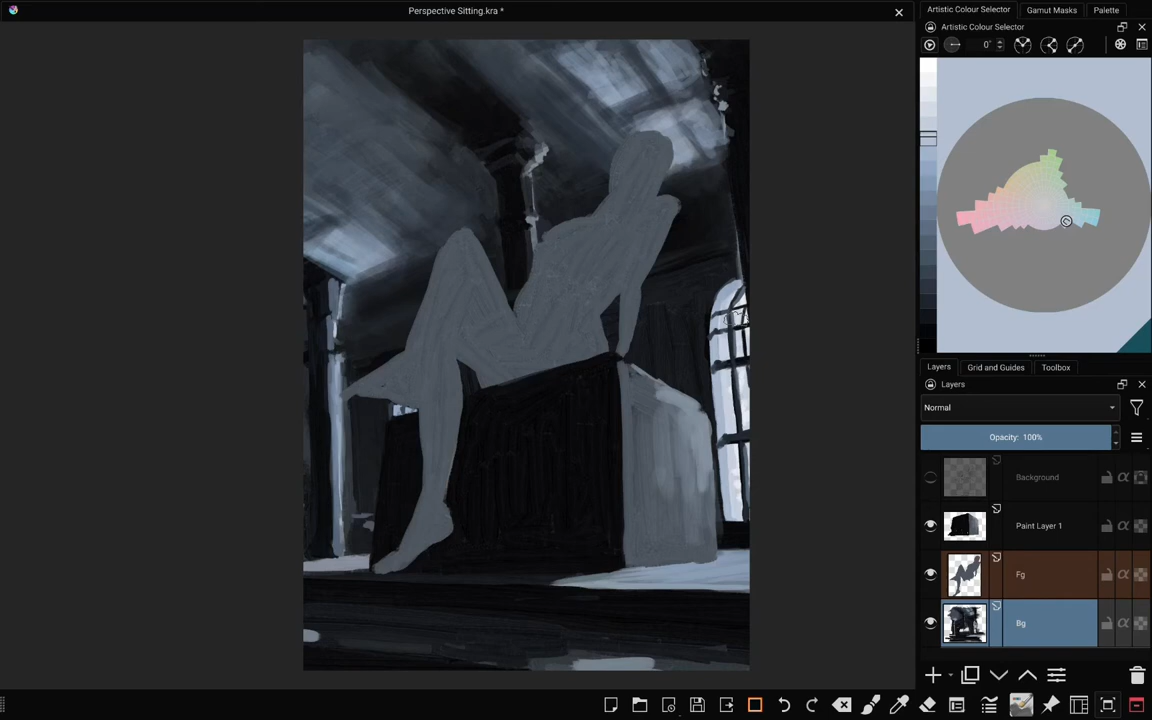 Perspective Sitting.kra *
Artistic Colour Selector
Gamut Masks
Palette
Artistic Colour Selector
0°
Layers
Grid and Guides
Toolbox
Layers
Normal
Opacity: 100%
Background
Paint Layer 1
Fg
Bg